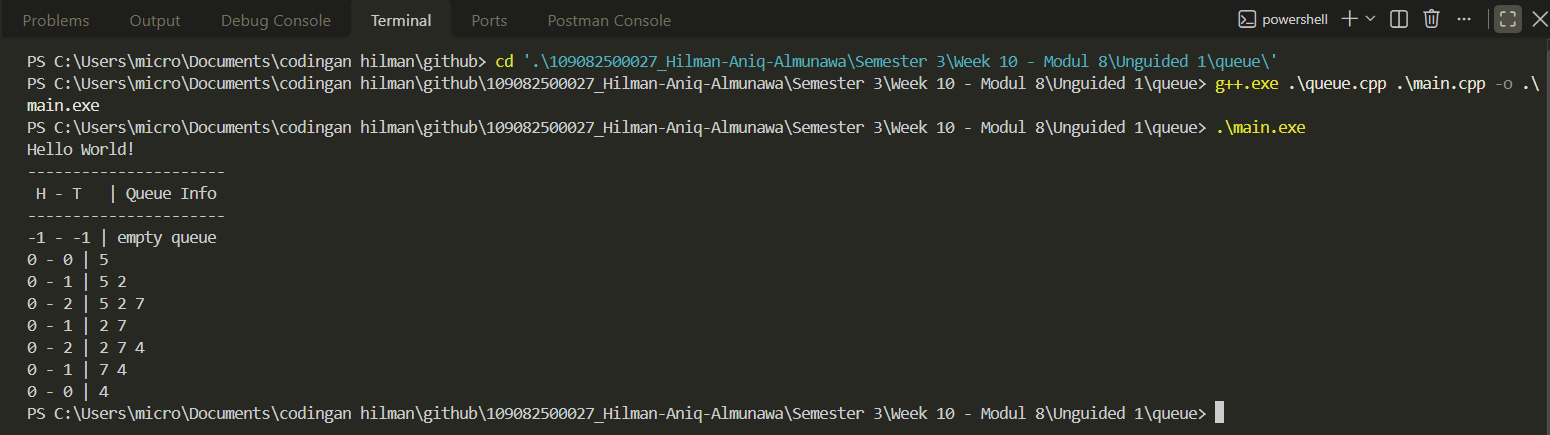 Problems Output Debug Console Terminal Ports Postman Console powershell
PS C:\Users\micro\Documents\codingan hilman\github> cd '.\109082500027_Hilman-Aniq-Almunawa\Semester 3\Week 10 - Modul 8\Unguided 1\queue\'
PS C:\Users\micro\Documents\codingan hilman\github\109082500027_Hilman-Aniq-Almunawa\Semester 3\Week 10 - Modul 8\Unguided 1\queue> g++.exe .\queue.cpp .\main.cpp -o .\
main.exe
PS C:\Users\micro\Documents\codingan hilman\github\109082500027_Hilman-Aniq-Almunawa\Semester 3\Week 10 - Modul 8\Unguided 1\queue> .\main.exe
Hello World!
----------------------
 H - T   | Queue Info
----------------------
-1 - -1 | empty queue
0 - 0 | 5
0 - 1 | 5 2
0 - 2 | 5 2 7
0 - 1 | 2 7
0 - 2 | 2 7 4
0 - 1 | 7 4
0 - 0 | 4
PS C:\Users\micro\Documents\codingan hilman\github\109082500027_Hilman-Aniq-Almunawa\Semester 3\Week 10 - Modul 8\Unguided 1\queue>